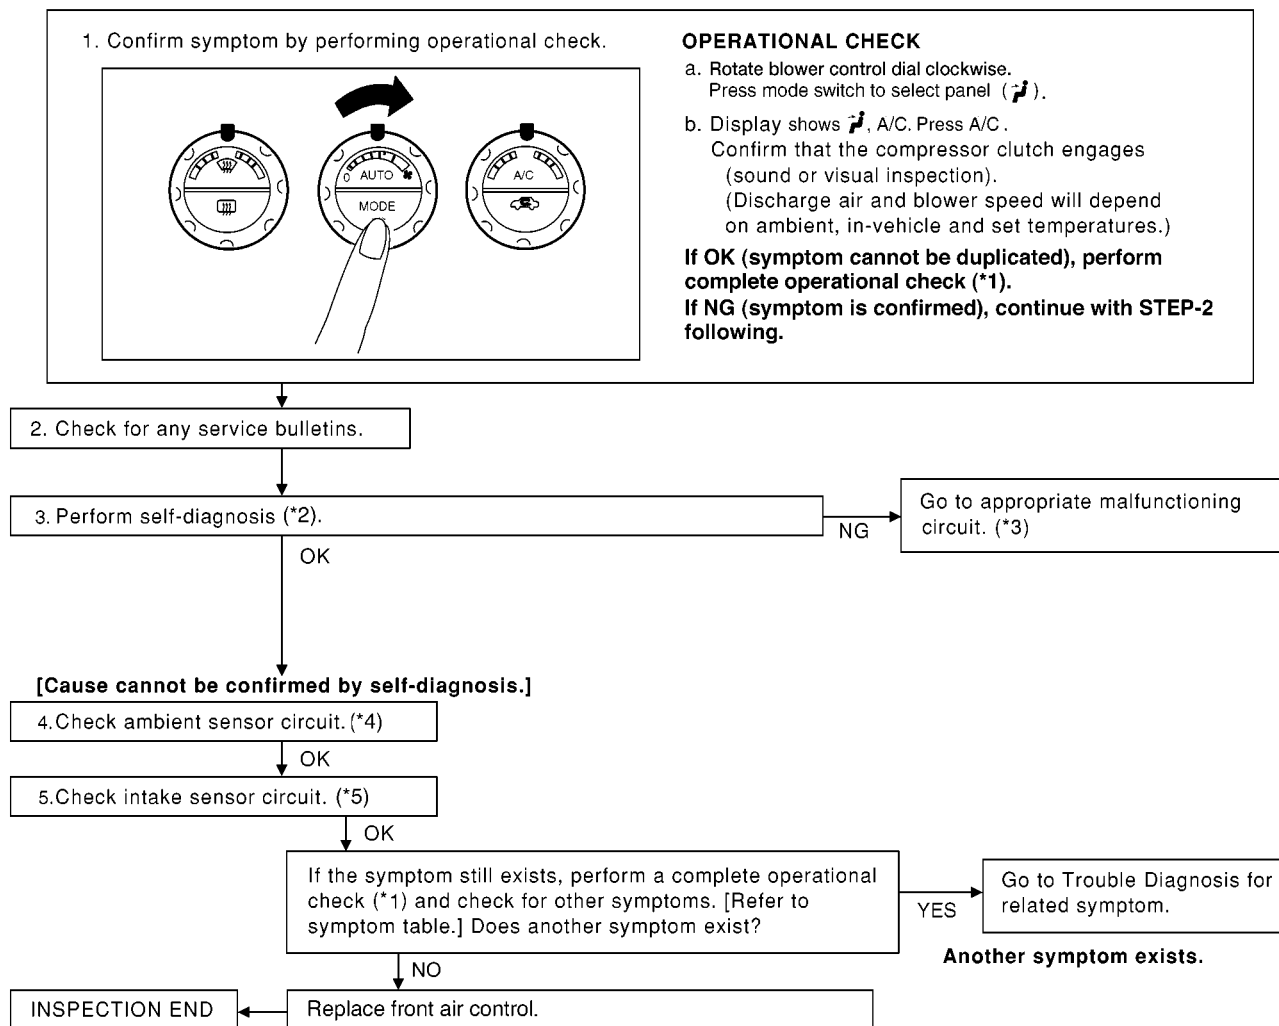 1. Confirm symptom by performing operational check.
0 AUTO
MODE
A/C
OPERATIONAL CHECK
a. Rotate blower control dial clockwise.
Press mode switch to select panel ( ).
b. Display shows , A/C. Press A/C .
Confirm that the compressor clutch engages
(sound or visual inspection).
(Discharge air and blower speed will depend
on ambient, in-vehicle and set temperatures.)
If OK (symptom cannot be duplicated), perform
complete operational check (*1).
If NG (symptom is confirmed), continue with STEP-2
following.
2. Check for any service bulletins.
3. Perform self-diagnosis (*2).
NG
Go to appropriate malfunctioning
circuit. (*3)
OK
[Cause cannot be confirmed by self-diagnosis.]
4.Check ambient sensor circuit. (*4)
OK
5.Check intake sensor circuit. (*5)
OK
If the symptom still exists, perform a complete operational
check (*1) and check for other symptoms. [Refer to
symptom table.] Does another symptom exist?
YES
Go to Trouble Diagnosis for
related symptom.
Another symptom exists.
NO
Replace front air control.
INSPECTION END